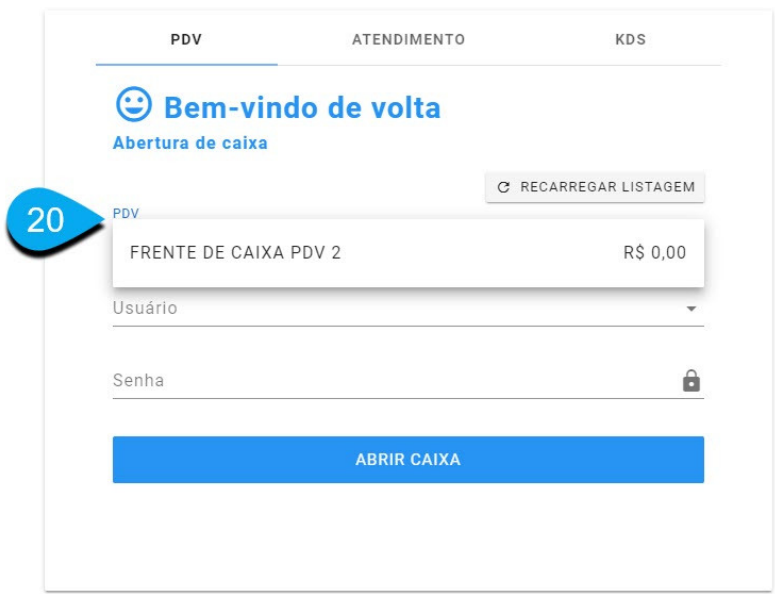 PDV ATENDIMENTO KDS
Bem-vindo de volta
Abertura de caixa
RECARREGAR LISTAGEM
20
PDV
FRENTE DE CAIXA PDV 2 R$ 0,00
Usuário
Senha
ABRIR CAIXA